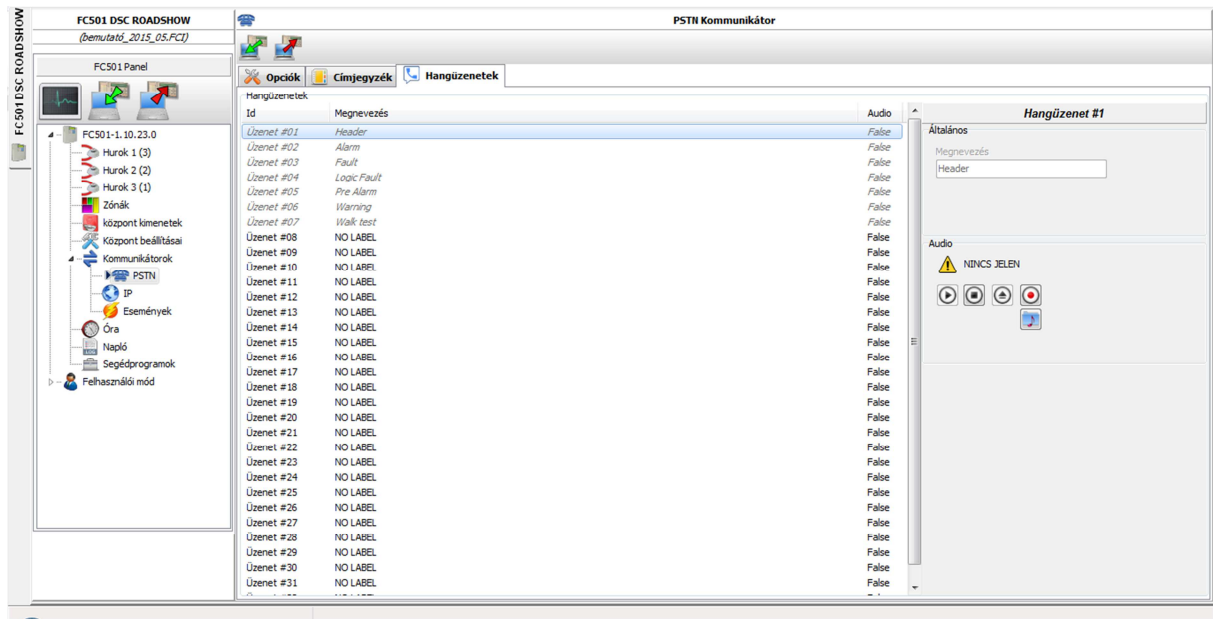 FC501 DSC ROADSHOW
FC501 DSC ROADSHOW
(bemutató_2015_05.FCI)
FC501 Panel
FC501-1.10.23.0
Hurok 1 (3)
Hurok 2 (2)
Hurok 3 (1)
Zónák
központ kimenetek
Központ beállításai
Kommunikátorok
PSTN
IP
Események
Óra
Napló
Segédprogramok
Felhasználói mód
PSTN Kommunikátor
Opciók Címjegyzék Hangüzenetek
Hangüzenetek
Id Megnevezés Audio
Üzenet #01 Header False
Üzenet #02 Alarm False
Üzenet #03 Fault False
Üzenet #04 Logic Fault False
Üzenet #05 Pre Alarm False
Üzenet #06 Warning False
Üzenet #07 Walk test False
Üzenet #08 NO LABEL False
Üzenet #09 NO LABEL False
Üzenet #10 NO LABEL False
Üzenet #11 NO LABEL False
Üzenet #12 NO LABEL False
Üzenet #13 NO LABEL False
Üzenet #14 NO LABEL False
Üzenet #15 NO LABEL False
Üzenet #16 NO LABEL False
Üzenet #17 NO LABEL False
Üzenet #18 NO LABEL False
Üzenet #19 NO LABEL False
Üzenet #20 NO LABEL False
Üzenet #21 NO LABEL False
Üzenet #22 NO LABEL False
Üzenet #23 NO LABEL False
Üzenet #24 NO LABEL False
Üzenet #25 NO LABEL False
Üzenet #26 NO LABEL False
Üzenet #27 NO LABEL False
Üzenet #28 NO LABEL False
Üzenet #29 NO LABEL False
Üzenet #30 NO LABEL False
Üzenet #31 NO LABEL False
Hangüzenet #1
Általános
Megnevezés
Header
Audio
NINCS JELEN